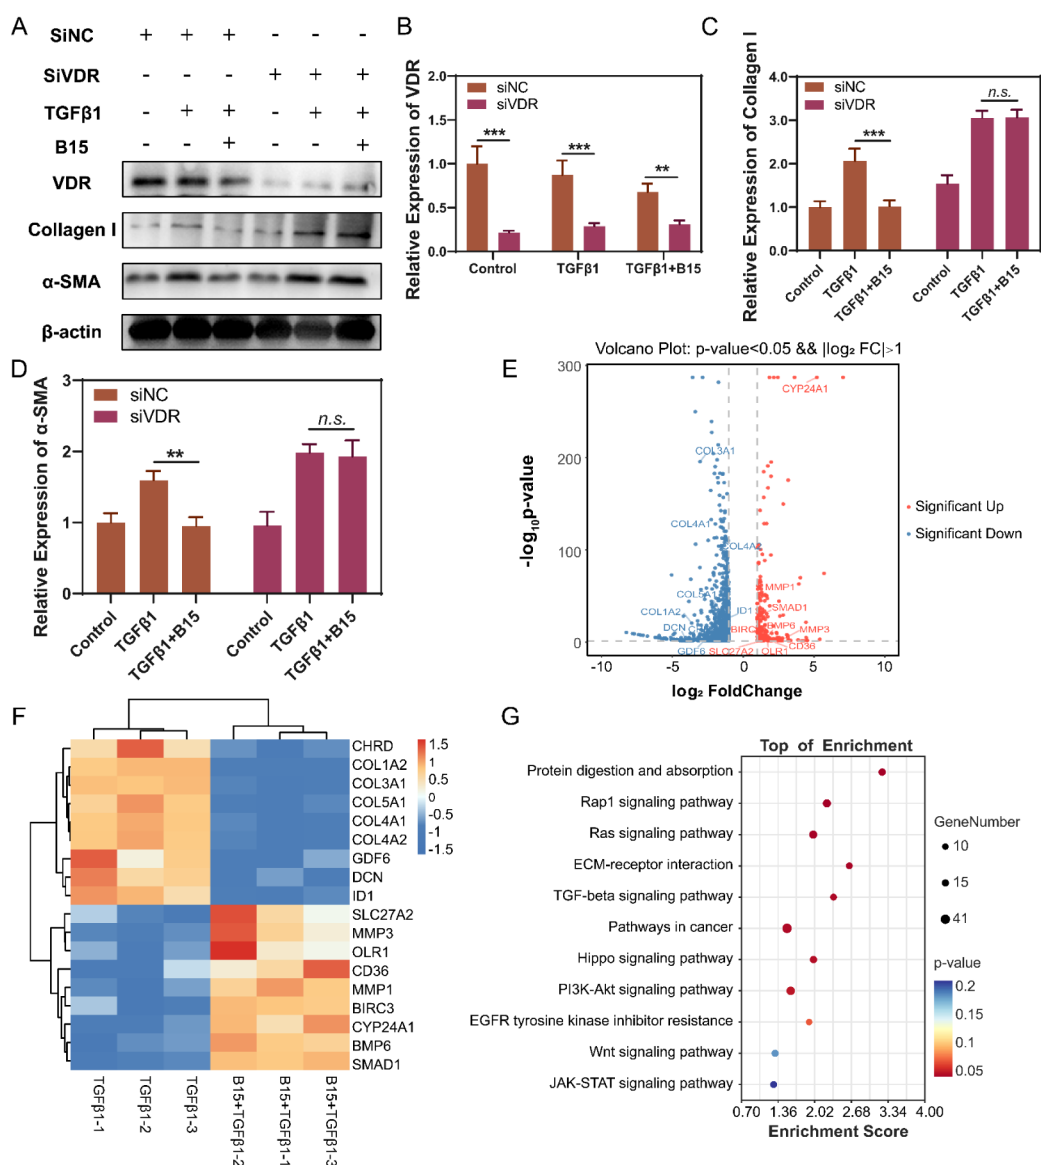 A
SiNC + + + - - -
SiVDR - - - + + +
TGFβ1 - + + - + +
B15 - - + - - +
VDR
Collagen I
α-SMA
β-actin
B
Relative Expression of VDR
2.0
1.5
1.0
0.5
0.0
siNC
siVDR
*** *** **
Control TGFβ1 TGFβ1+B15
C
Relative Expression of Collagen I
4.0
3.0
2.0
1.0
0.0
siNC
siVDR
*** n.s.
Control TGFβ1 TGFβ1+B15 Control TGFβ1 TGFβ1+B15
D
Relative Expression of α-SMA
3
2
1
0
siNC
siVDR
** n.s.
Control TGFβ1 TGFβ1+B15 Control TGFβ1 TGFβ1+B15
E
Volcano Plot: p-value<0.05 && |log₂ FC|>1
-log₁₀p-value
300
200
100
0
CYP24A1
COL3A1
COL4A1
COL4A2
MMP1
COL5A1
COL1A2
ID1
SMAD1
DCN
BIRC3
BMP6
MMP3
GDF6
SLC27A2
OLR1
CD36
-10 -5 0 5 10
log₂ FoldChange
Significant Up
Significant Down
F
CHRD
COL1A2
COL3A1
COL5A1
COL4A1
COL4A2
GDF6
DCN
ID1
SLC27A2
MMP3
OLR1
CD36
MMP1
BIRC3
CYP24A1
BMP6
SMAD1
1.5
1
0.5
0
-0.5
-1
-1.5
TGFβ1-1 TGFβ1-2 TGFβ1-3 B15+TGFβ1-2 B15+TGFβ1-1 B15+TGFβ1-3
G
Top of Enrichment
Protein digestion and absorption
Rap1 signaling pathway
Ras signaling pathway
ECM-receptor interaction
TGF-beta signaling pathway
Pathways in cancer
Hippo signaling pathway
PI3K-Akt signaling pathway
EGFR tyrosine kinase inhibitor resistance
Wnt signaling pathway
JAK-STAT signaling pathway
0.70 1.36 2.02 2.68 3.34 4.00
Enrichment Score
GeneNumber
10
15
41
p-value
0.2
0.15
0.1
0.05